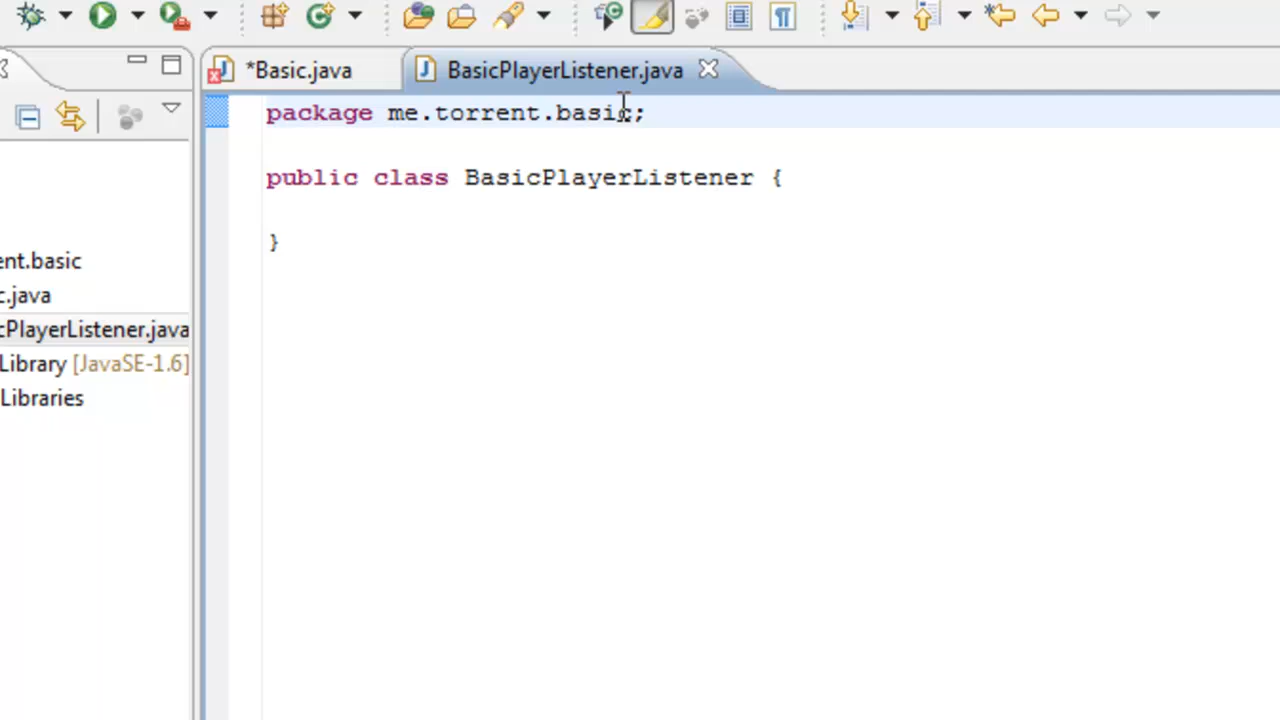 *Basic.java
BasicPlayerListener.java
package me.torrent.basic;
public class BasicPlayerListener {
}
ent.basic
c.java
cPlayerListener.java
Library [JavaSE-1.6]
Libraries